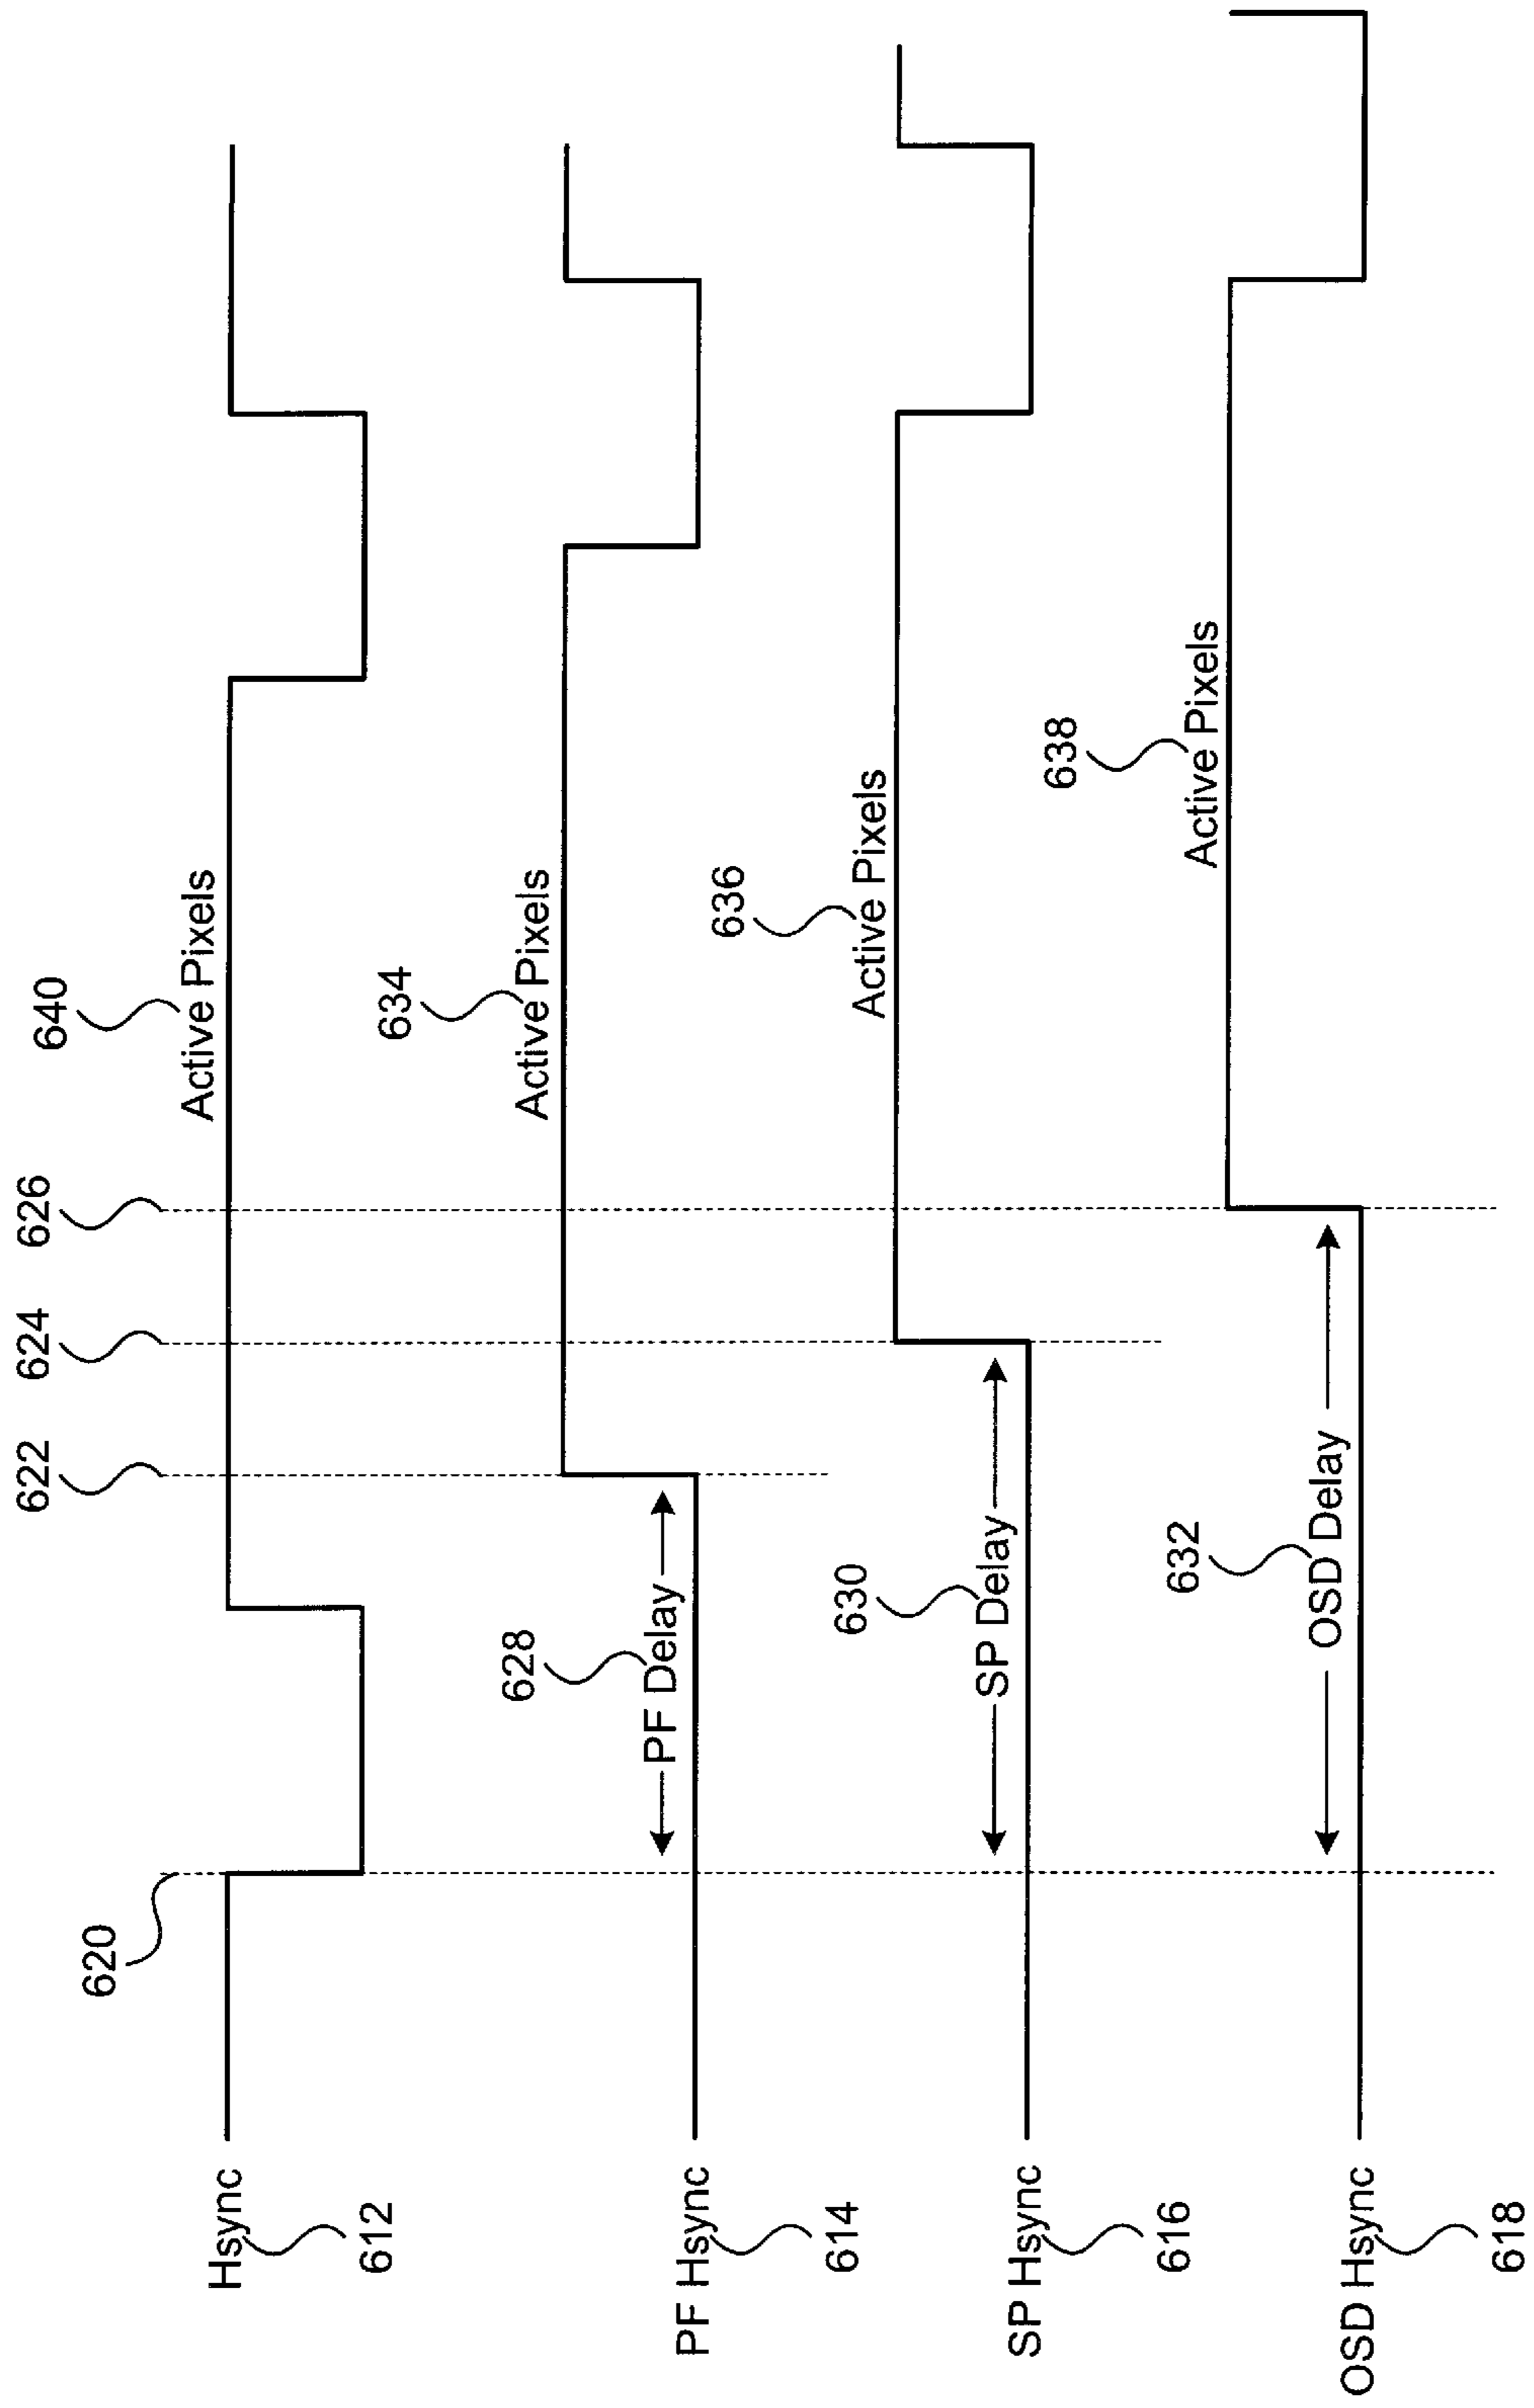 620
622
624
626
640
Hsync
612
Active Pixels
634
Active Pixels
628
PF Delay
PF Hsync
614
636
Active Pixels
630
SP Delay
SP Hsync
616
638
Active Pixels
632
OSD Delay
OSD Hsync
618